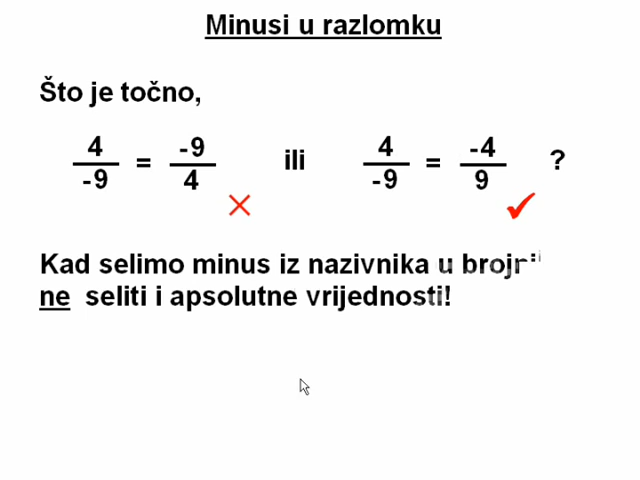 Minusi u razlomku
Što je točno,
4/-9 = -9/4 ili 4/-9 = -4/9 ?
Kad selimo minus iz nazivnika u
ne seliti i apsolutne vrijednosti!